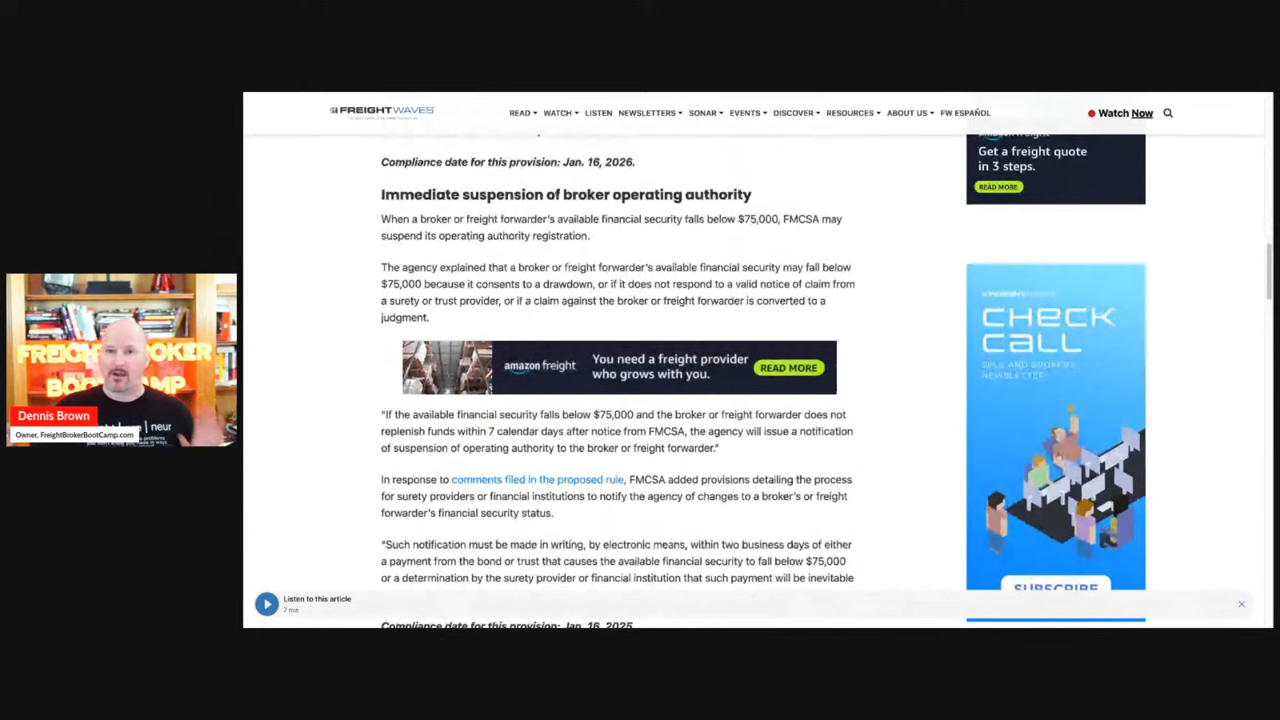 FREIGHTWAVES
READ WATCH LISTEN NEWSLETTERS SONAR EVENTS DISCOVER RESOURCES ABOUT US FW ESPAÑOL
Watch Now
Compliance date for this provision: Jan. 16, 2026.
Immediate suspension of broker operating authority
When a broker or freight forwarder's available financial security falls below $75,000, FMCSA may
suspend its operating authority registration.
The agency explained that a broker or freight forwarder's available financial security may fall below
$75,000 because it consents to a drawdown, or if it does not respond to a valid notice of claim from
a surety or trust provider, or if a claim against the broker or freight forwarder is converted to a
judgment.
amazon freight
You need a freight provider
who grows with you.
READ MORE
“If the available financial security falls below $75,000 and the broker or freight forwarder does not
replenish funds within 7 calendar days after notice from FMCSA, the agency will issue a notification
of suspension of operating authority to the broker or freight forwarder.”
In response to comments filed in the proposed rule, FMCSA added provisions detailing the process
for surety providers or financial institutions to notify the agency of changes to a broker's or freight
forwarder's financial security status.
“Such notification must be made in writing, by electronic means, within two business days of either
a payment from the bond or trust that causes the available financial security to fall below $75,000
or a determination by the surety provider or financial institution that such payment will be inevitable
Listen to this article
7 min
Compliance date for this provision: Jan. 16, 2025.
amazon freight
Get a freight quote
in 3 steps.
READ MORE
FREIGHTWAVES
CHECK
CALL
NEWSLETTER
SUBSCRIBE
FREIGHT BROKER
BOOT CAMP
neur
Dennis Brown
Owner, FreightBrokerBootCamp.com